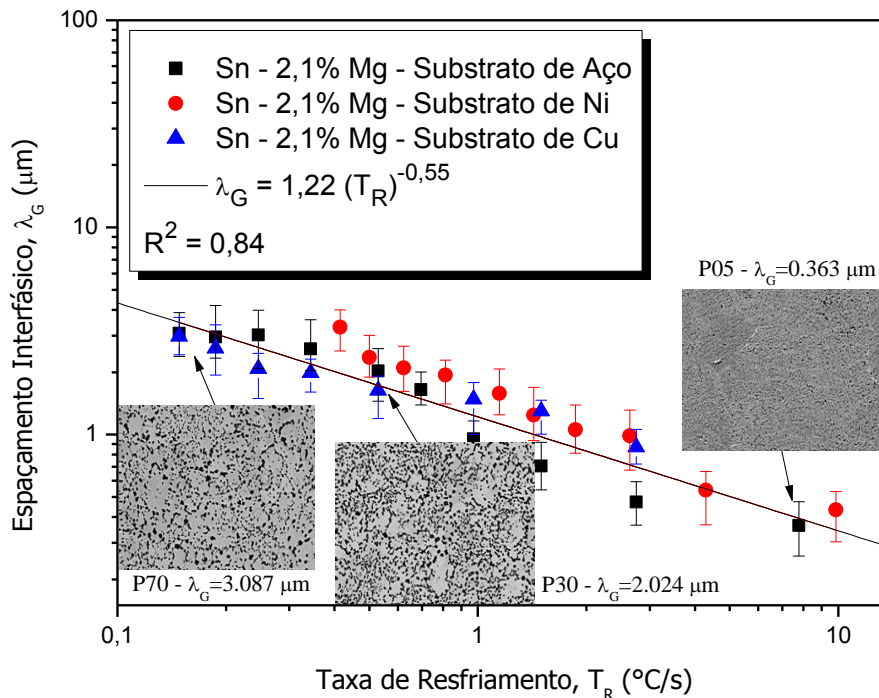 100
10
1
0,1
1
10
Espaçamento Interfásico, λG (μm)
Taxa de Resfriamento, TR (°C/s)
Sn - 2,1% Mg - Substrato de Aço
Sn - 2,1% Mg - Substrato de Ni
Sn - 2,1% Mg - Substrato de Cu
λG = 1,22 (TR)-0,55
R2 = 0,84
P05 - λG=0.363 μm
P70 - λG=3.087 μm
P30 - λG=2.024 μm